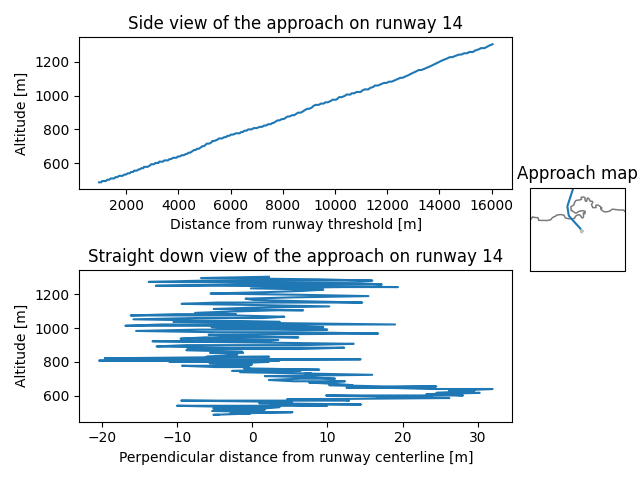 Side view of the approach on runway 14
1200
1000
800
600
Altitude [m]
2000 4000 6000 8000 10000 12000 14000 16000
Distance from runway threshold [m]
Approach map
Straight down view of the approach on runway 14
1200
1000
800
600
Altitude [m]
−20 −10 0 10 20 30
Perpendicular distance from runway centerline [m]